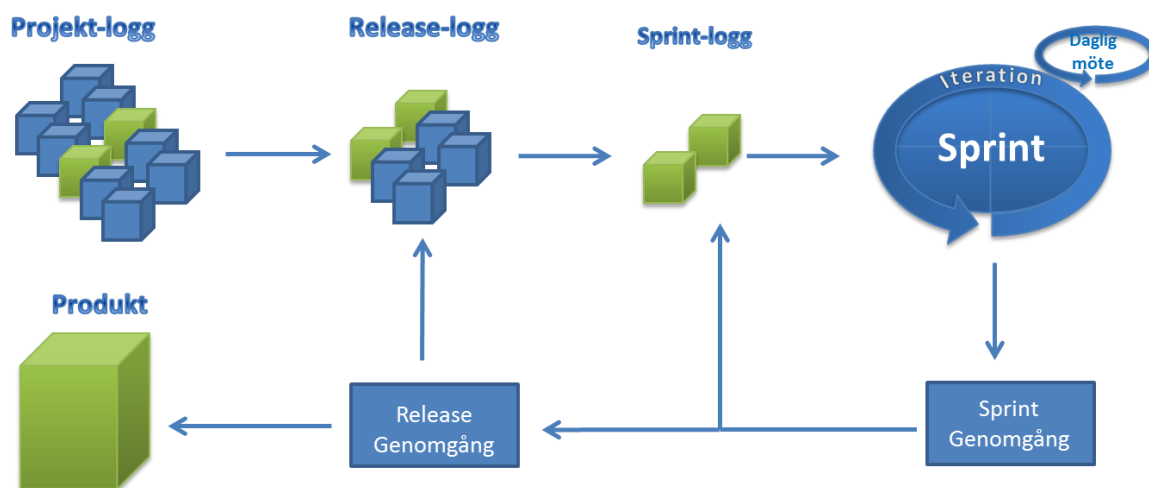 Projekt-logg
Release-logg
Sprint-logg
Daglig
möte
Iteration
Sprint
Produkt
Release
Genomgång
Sprint
Genomgång